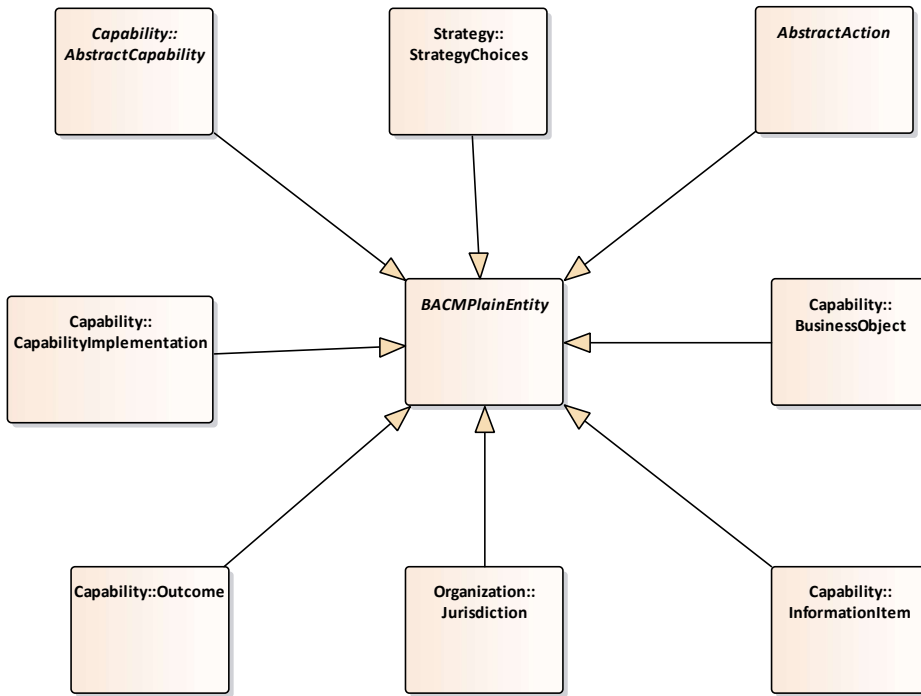 Capability::
AbstractCapability
Strategy::
StrategyChoices
AbstractAction
Capability::
CapabilityImplementation
BACMPlainEntity
Capability::
BusinessObject
Capability::Outcome
Organization::
Jurisdiction
Capability::
InformationItem